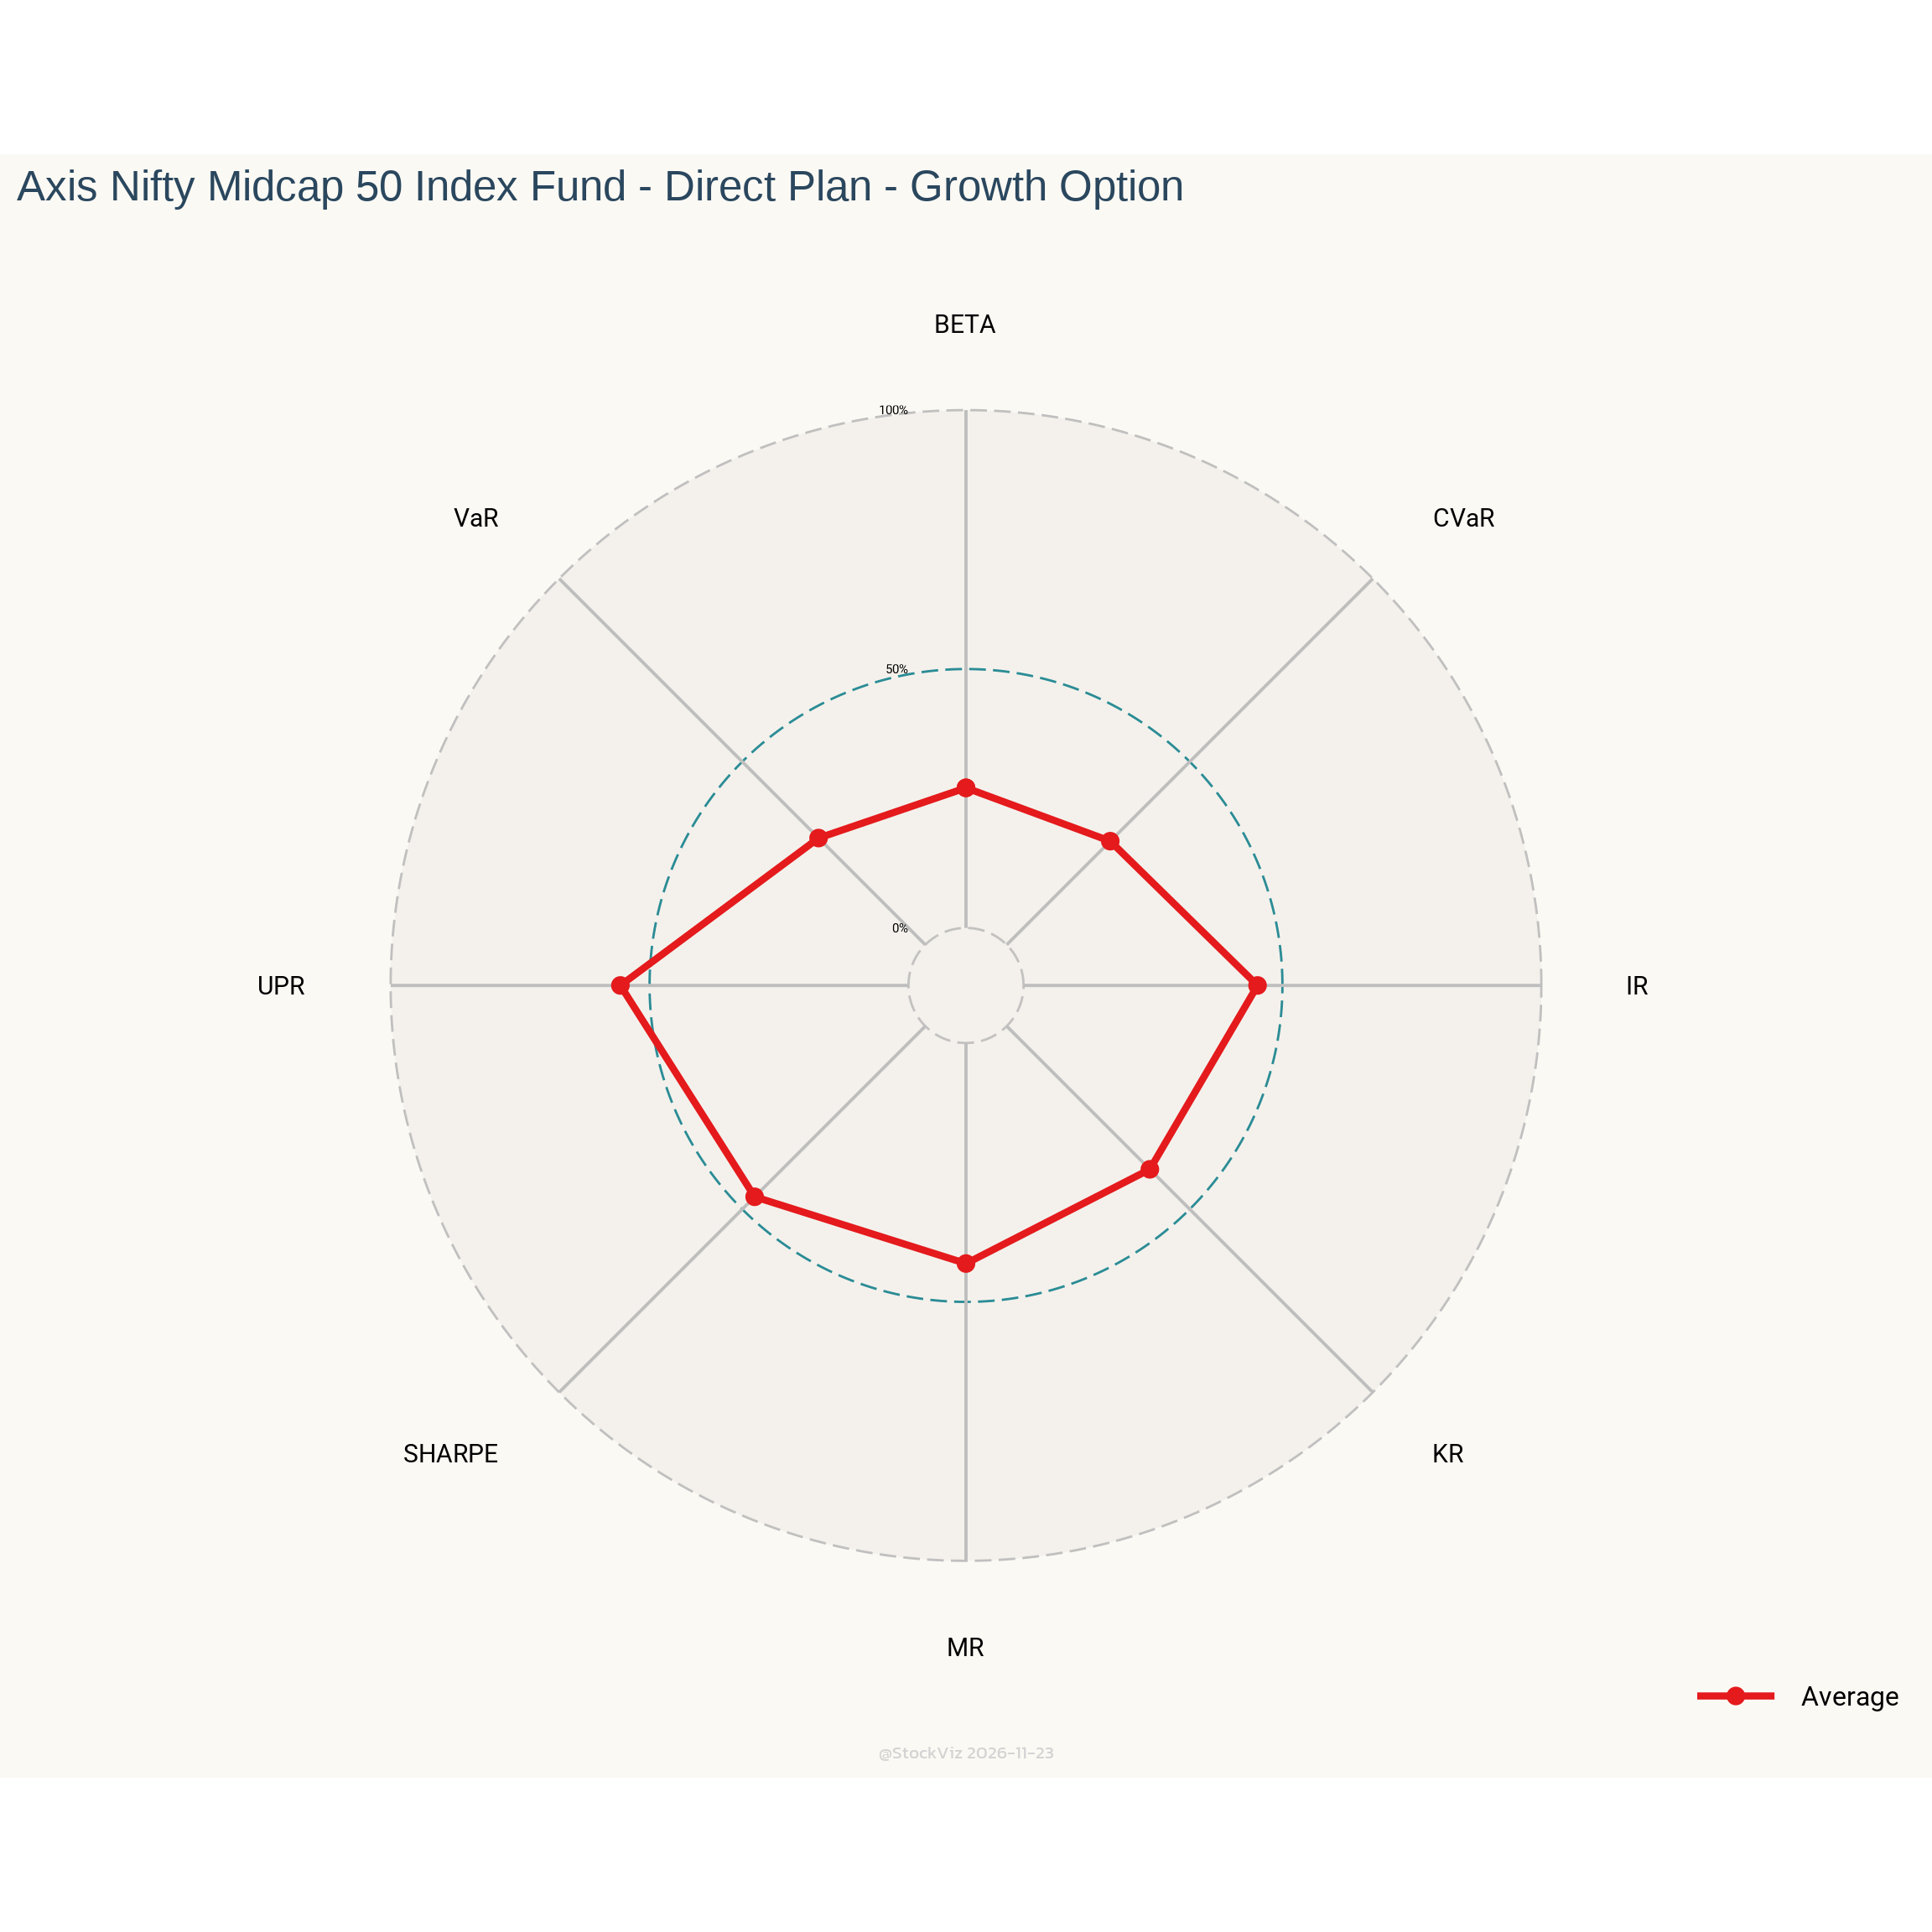 Axis Nifty Midcap 50 Index Fund - Direct Plan - Growth Option
BETA
100%
VaR
CVaR
50%
0%
UPR
IR
SHARPE
KR
MR
Average
@StockViz 2026-11-23